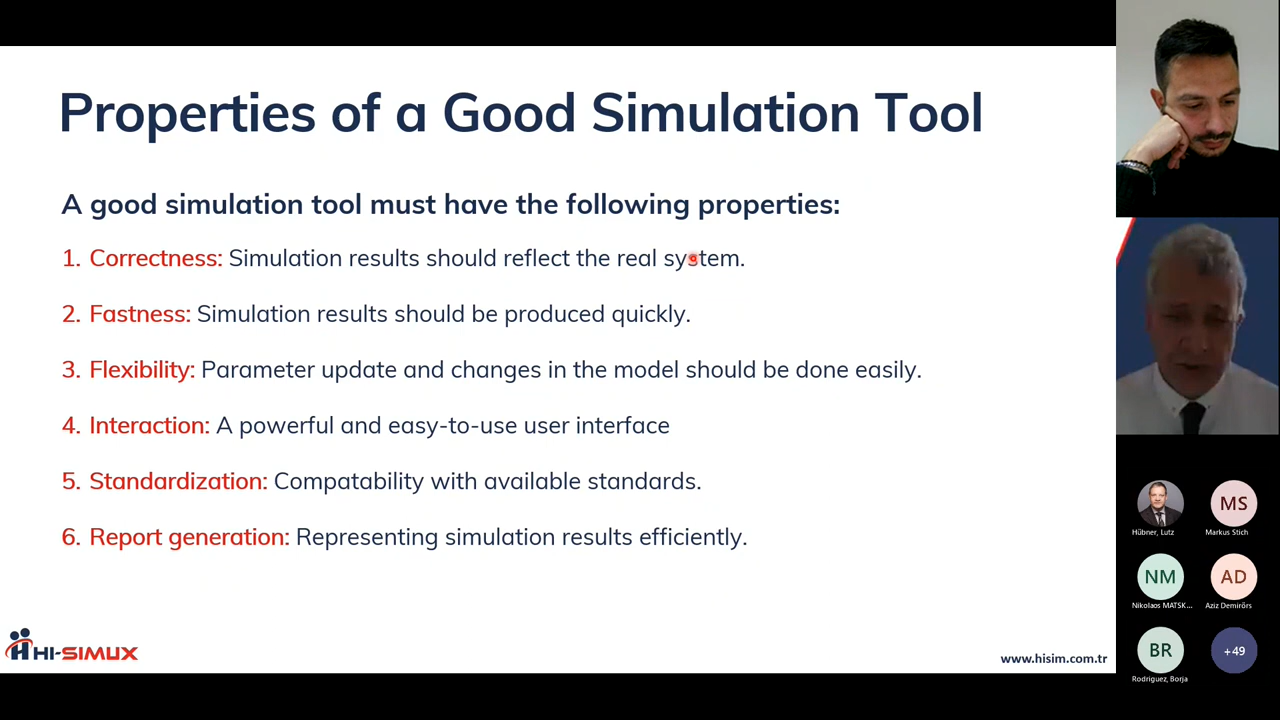 Properties of a Good Simulation Tool
A good simulation tool must have the following properties:
1. Correctness: Simulation results should reflect the real system.
2. Fastness: Simulation results should be produced quickly.
3. Flexibility: Parameter update and changes in the model should be done easily.
4. Interaction: A powerful and easy-to-use user interface
5. Standardization: Compatability with available standards.
6. Report generation: Representing simulation results efficiently.
HI-SIMUX
www.hisim.com.tr
MS
Hübner, Lutz
Markus Stich
NM
AD
Nikolaos MATSK...
Aziz Demirörs
BR
+49
Rodriguez, Borja